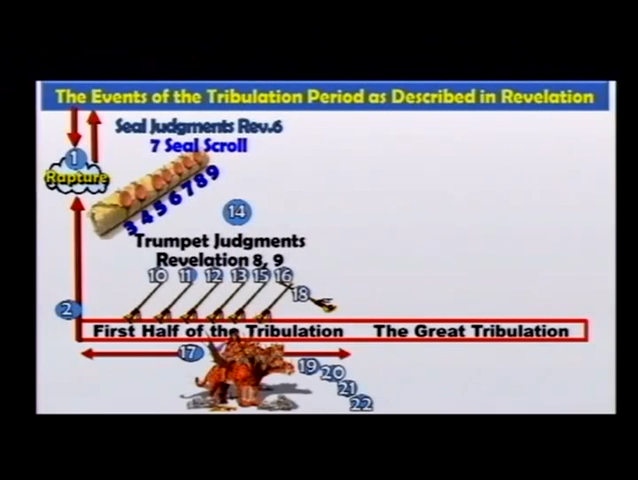 The Events of the Tribulation Period as Described in Revelation
Seal Judgments Rev.6
7 Seal Scroll
1
Rapture
3 4 5 6 7 8 9
14
Trumpet Judgments
Revelation 8, 9
10 11 12 13 15 16
18
2
First Half of the Tribulation The Great Tribulation
17
19
20
21
22